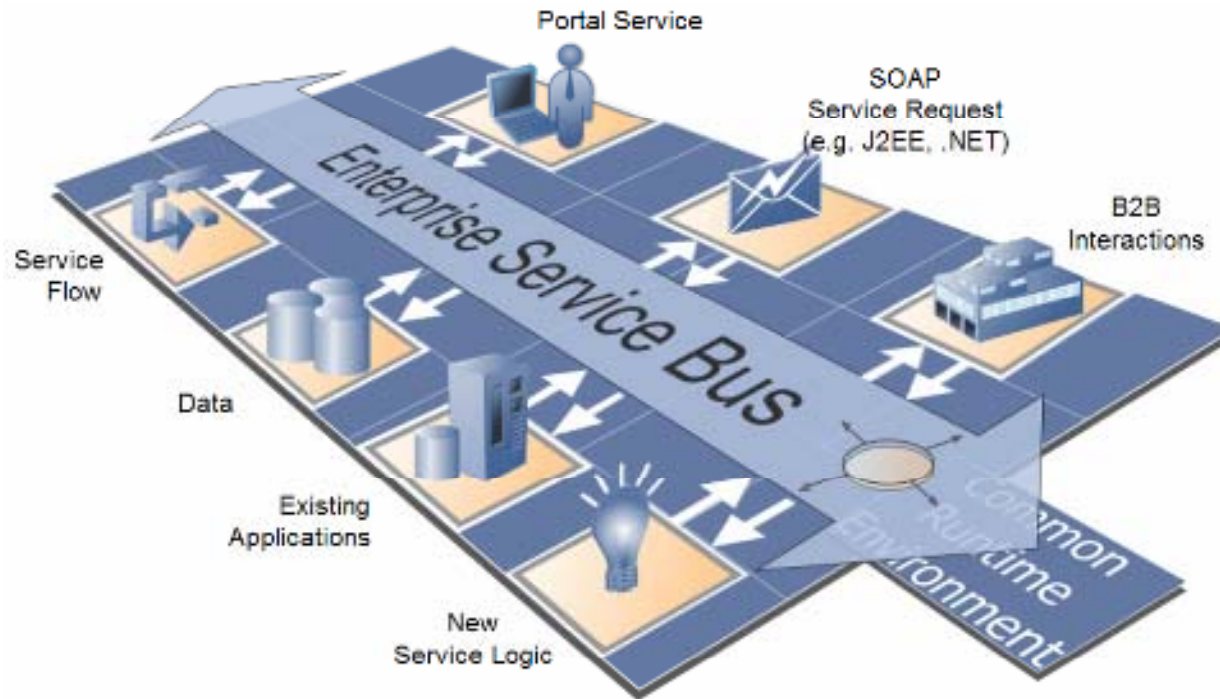 Portal Service
SOAP
Service Request
(e.g. J2EE, .NET)
B2B
Interactions
Enterprise Service Bus
Service
Flow
Data
Existing
Applications
New
Service Logic
Common
Runtime
Environment